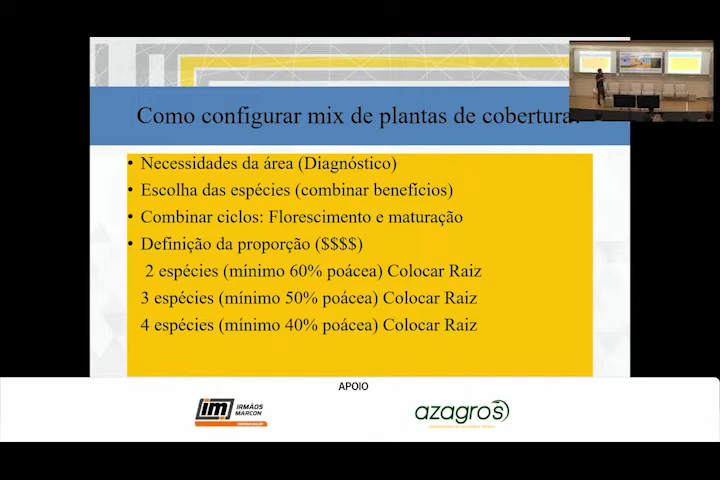 Como configurar mix de plantas de cobertura
• Necessidades da área (Diagnóstico)
• Escolha das espécies (combinar benefícios)
• Combinar ciclos: Florescimento e maturação
• Definição da proporção ($$$$)
2 espécies (mínimo 60% poácea) Colocar Raiz
3 espécies (mínimo 50% poácea) Colocar Raiz
4 espécies (mínimo 40% poácea) Colocar Raiz
APOIO
im IRMÃOS MARCON
azagros